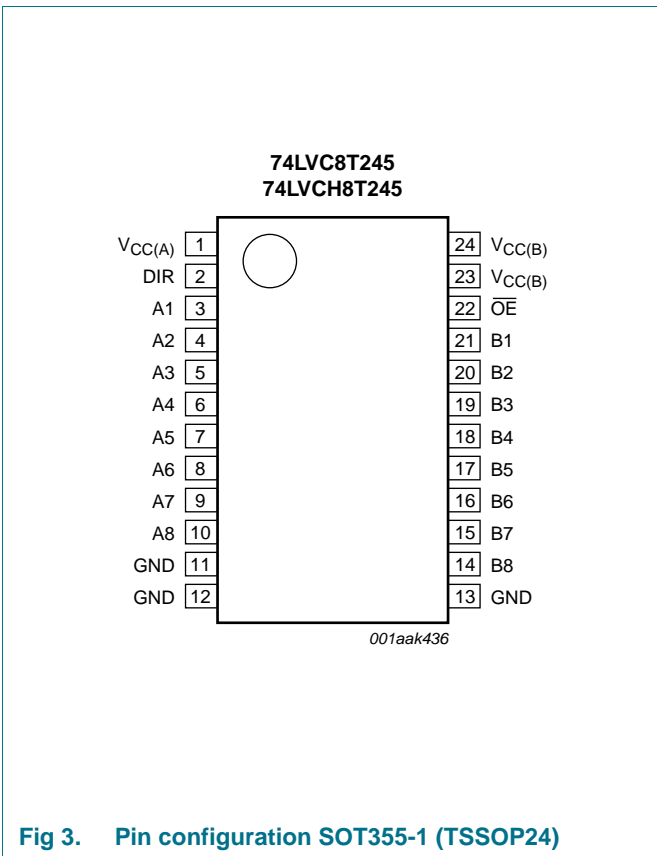 74LVC8T245
74LVCH8T245
VCC(A) 1 24 VCC(B)
DIR 2 23 VCC(B)
A1 3 22 O̅E̅
A2 4 21 B1
A3 5 20 B2
A4 6 19 B3
A5 7 18 B4
A6 8 17 B5
A7 9 16 B6
A8 10 15 B7
GND 11 14 B8
GND 12 13 GND
001aak436
Fig 3. Pin configuration SOT355-1 (TSSOP24)